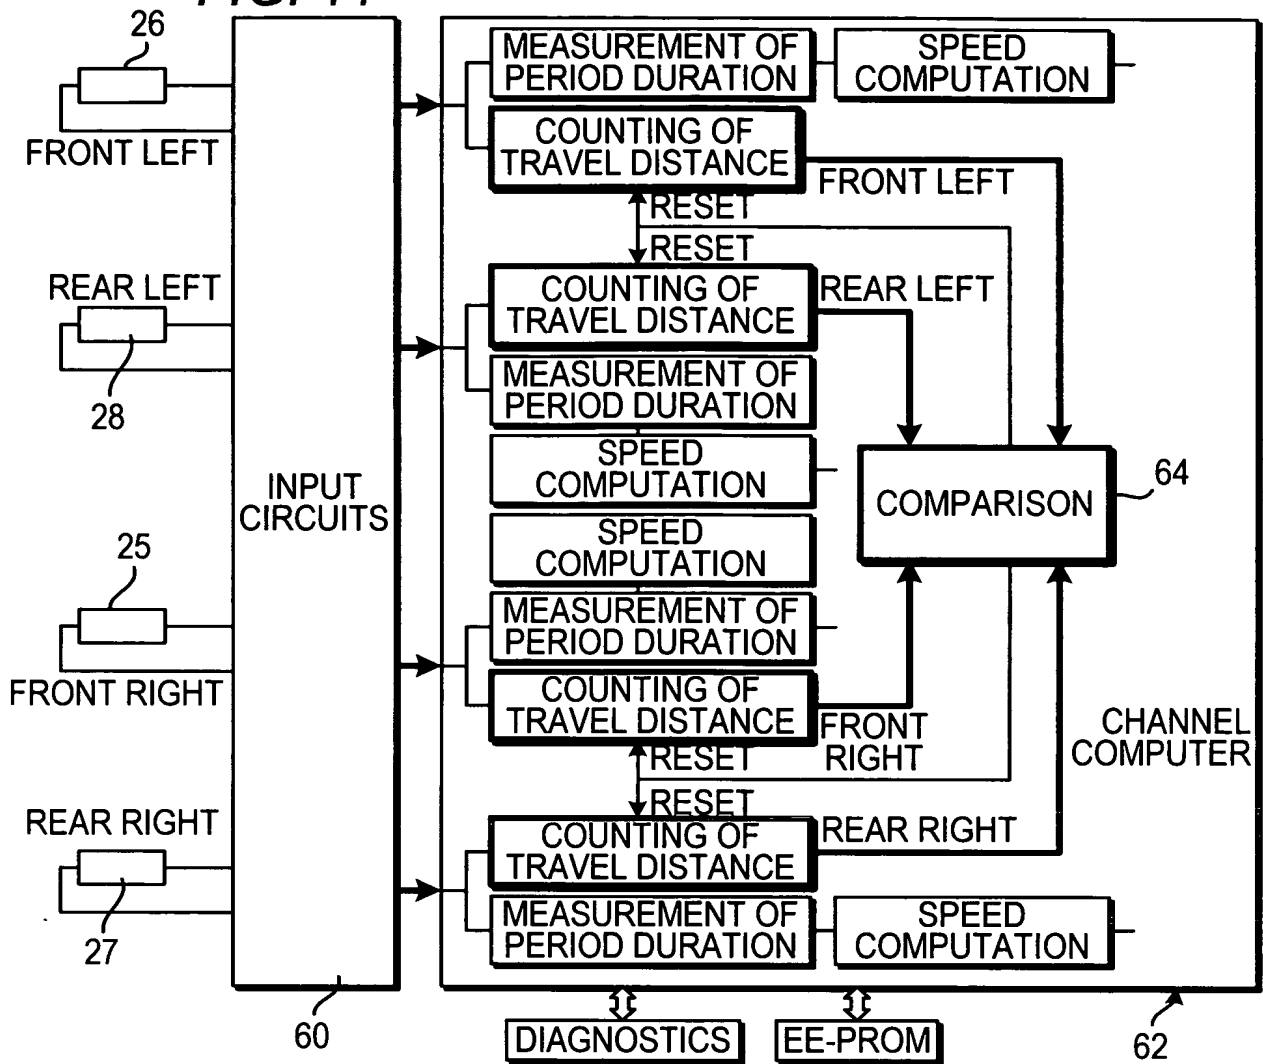 26
FRONT LEFT
REAR LEFT
28
25
FRONT RIGHT
REAR RIGHT
27
INPUT
CIRCUITS
60
MEASUREMENT OF
PERIOD DURATION
SPEED
COMPUTATION
COUNTING OF
TRAVEL DISTANCE
FRONT LEFT
RESET
RESET
COUNTING OF
TRAVEL DISTANCE
REAR LEFT
MEASUREMENT OF
PERIOD DURATION
SPEED
COMPUTATION
COMPARISON
64
SPEED
COMPUTATION
MEASUREMENT OF
PERIOD DURATION
COUNTING OF
TRAVEL DISTANCE
FRONT
RIGHT
RESET
CHANNEL
COMPUTER
RESET
COUNTING OF
TRAVEL DISTANCE
REAR RIGHT
MEASUREMENT OF
PERIOD DURATION
SPEED
COMPUTATION
DIAGNOSTICS
EE-PROM
62